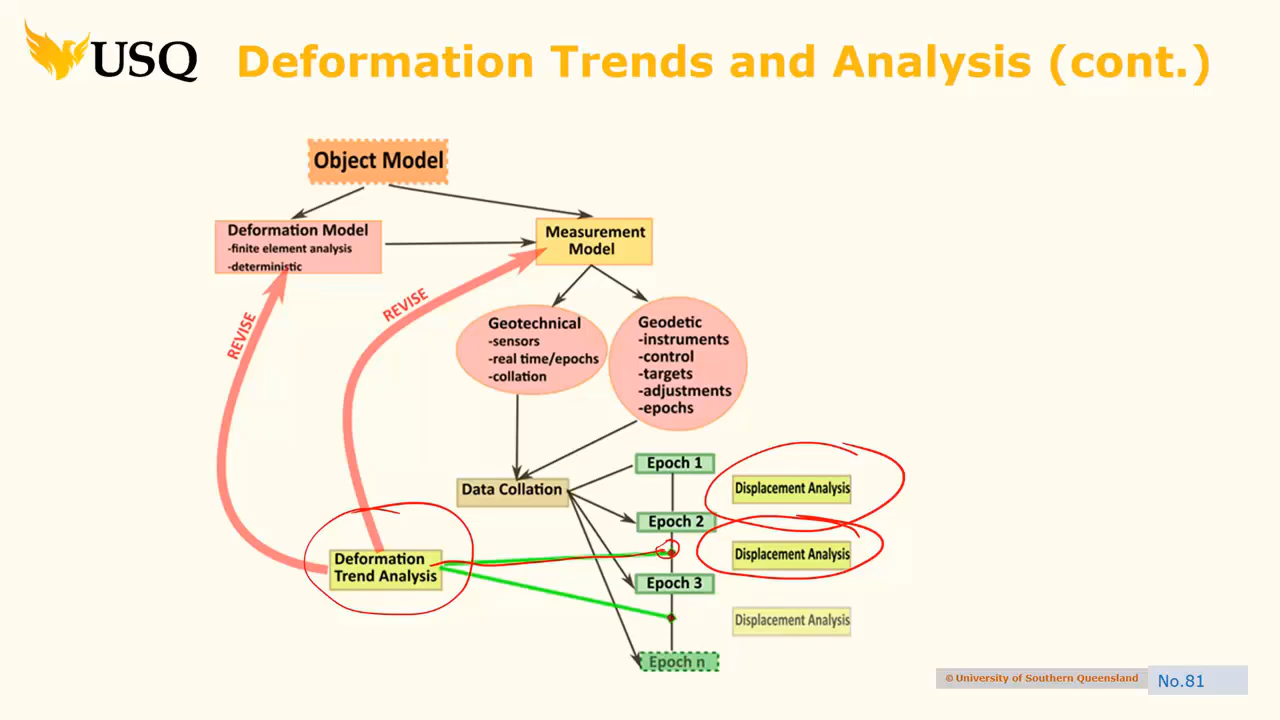 USQ
Deformation Trends and Analysis (cont.)
Object Model
Deformation Model
-finite element analysis
-deterministic
Measurement
Model
REVISE
REVISE
Geotechnical
-sensors
-real time/epochs
-collation
Geodetic
-instruments
-control
-targets
-adjustments
-epochs
Data Collation
Epoch 1
Displacement Analysis
Epoch 2
Displacement Analysis
Deformation
Trend Analysis
Epoch 3
Displacement Analysis
Epoch n
© University of Southern Queensland
No.81